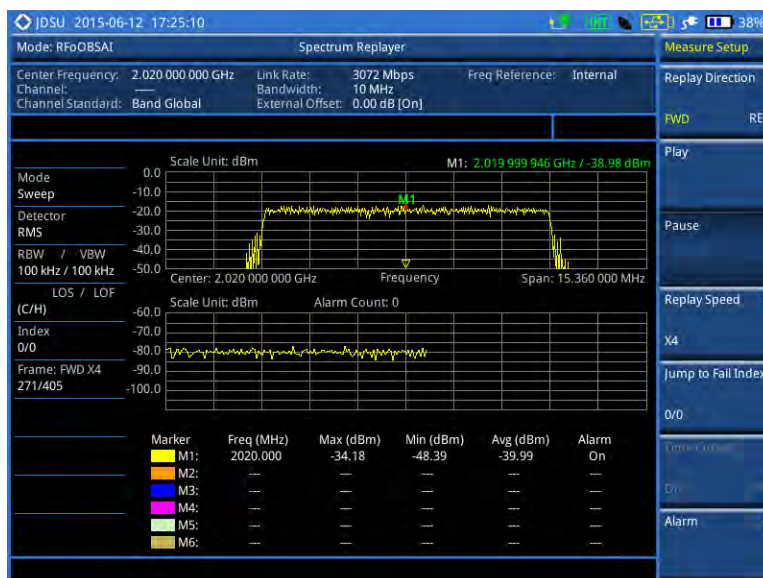 JDSU 2015-06-12 17:25:10 INT 38%
Mode: RFoOBSAI Spectrum Replayer Measure Setup
Center Frequency: 2.020 000 000 GHz Link Rate: 3072 Mbps Freq Reference: Internal
Channel: --- Bandwidth: 10 MHz
Channel Standard: Band Global External Offset: 0.00 dB [On]
Replay Direction
FWD RE
Play
Pause
Replay Speed
X4
Jump to Fail Index
0/0
Time Cursor
On
Alarm
Mode
Sweep
Detector
RMS
RBW / VBW
100 kHz / 100 kHz
LOS / LOF
(C/H)
Index
0/0
Frame: FWD X4
271/405
Scale Unit: dBm M1: 2.019 999 946 GHz / -38.98 dBm
0.0
-10.0
M1
-20.0
-30.0
-40.0
-50.0
Center: 2.020 000 000 GHz Frequency Span: 15.360 000 MHz
Scale Unit: dBm Alarm Count: 0
-60.0
-70.0
-80.0
-90.0
-100.0
Marker Freq (MHz) Max (dBm) Min (dBm) Avg (dBm) Alarm
M1: 2020.000 -34.18 -48.39 -39.99 On
M2: --- --- --- --- ---
M3: --- --- --- --- ---
M4: --- --- --- --- ---
M5: --- --- --- --- ---
M6: --- --- --- --- ---